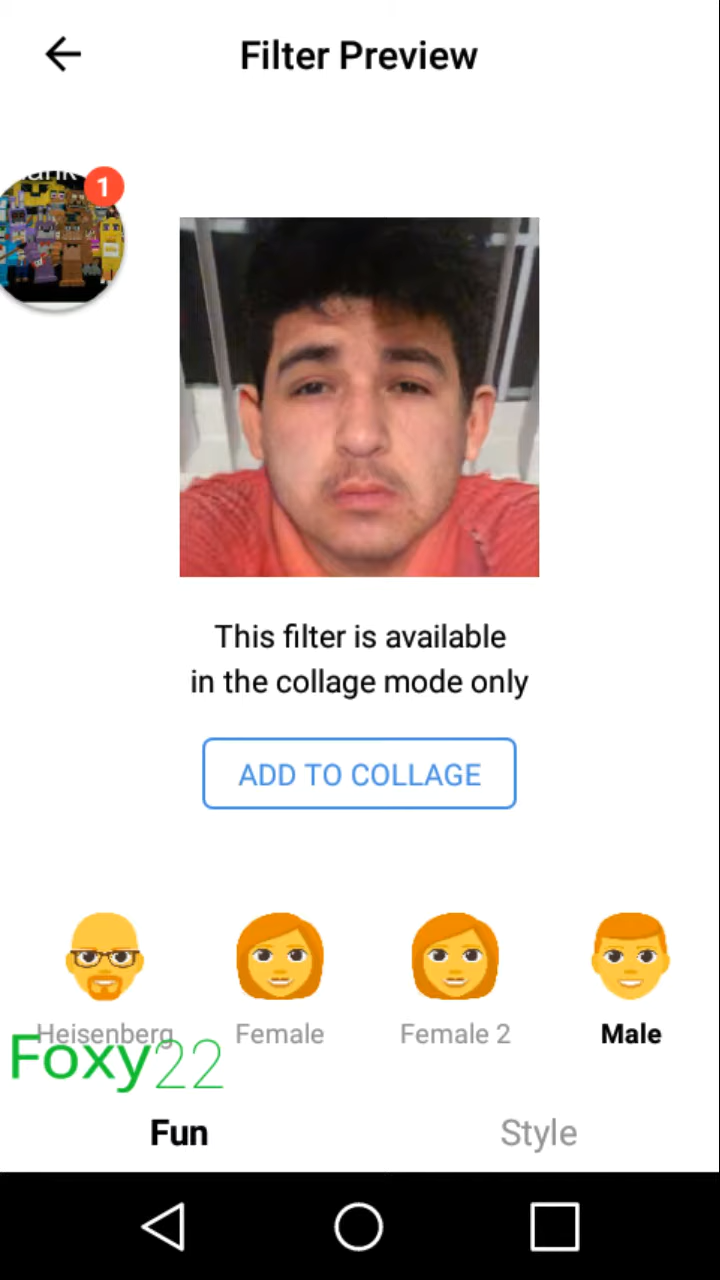 Filter Preview
1
This filter is available
in the collage mode only
ADD TO COLLAGE
Heisenberg
Female
Female 2
Male
Foxy22
Fun
Style